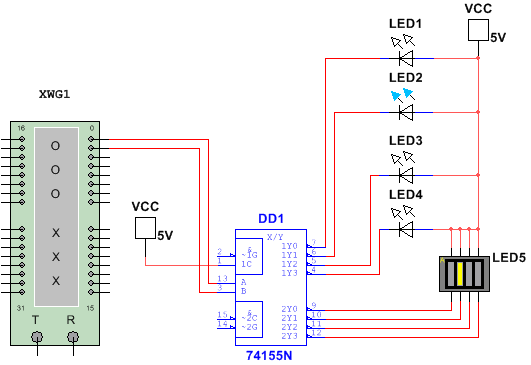 VCC
5V
LED1
LED2
LED3
LED4
LED5
XWG1
16 0
O
O
O
X
X
X
31 15
T R
VCC
5V
DD1
X/Y
&
2 ~1G
1 1C
13 A
3 B
&
15 ~2C
14 ~2G
1Y0 7
1Y1 6
1Y2 5
1Y3 4
2Y0 9
2Y1 10
2Y2 11
2Y3 12
74155N